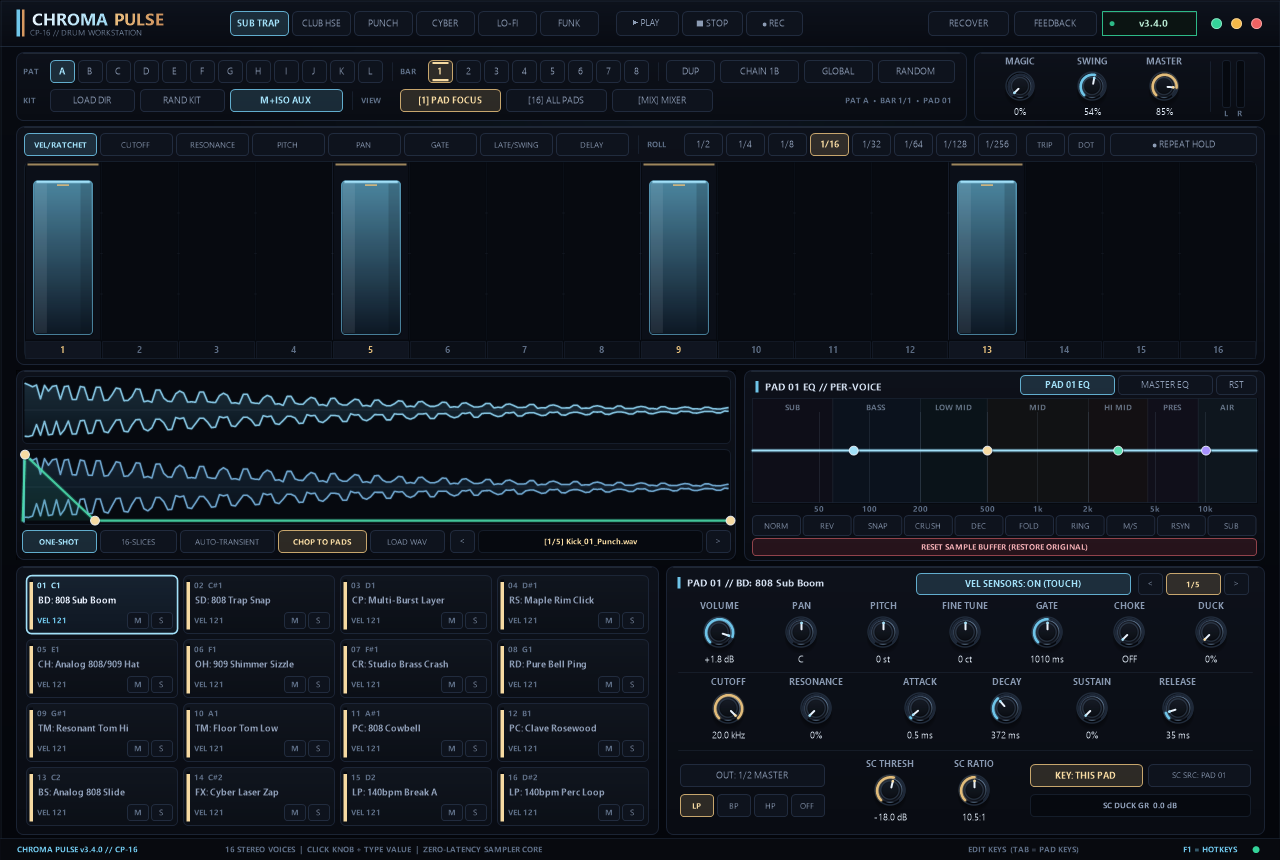 CHROMA PULSE
CP-16 // DRUM WORKSTATION
SUB TRAP CLUB HSE PUNCH CYBER LO-FI FUNK ► PLAY ■ STOP ● REC RECOVER FEEDBACK ● v3.4.0
PAT A B C D E F G H I J K L BAR 1 2 3 4 5 6 7 8 DUP CHAIN 1B GLOBAL RANDOM
KIT LOAD DIR RAND KIT M+ISO AUX VIEW [1] PAD FOCUS [16] ALL PADS [MIX] MIXER PAT A • BAR 1/1 • PAD 01
MAGIC SWING MASTER
0% 54% 85% L R
VEL/RATCHET CUTOFF RESONANCE PITCH PAN GATE LATE/SWING DELAY ROLL 1/2 1/4 1/8 1/16 1/32 1/64 1/128 1/256 TRIP DOT ● REPEAT HOLD
1 2 3 4 5 6 7 8 9 10 11 12 13 14 15 16
ONE-SHOT 16-SLICES AUTO-TRANSIENT CHOP TO PADS LOAD WAV < [1/5] Kick_01_Punch.wav >
PAD 01 EQ // PER-VOICE PAD 01 EQ MASTER EQ RST
SUB BASS LOW MID MID HI MID PRES AIR
50 100 200 500 1k 2k 5k 10k
NORM REV SNAP CRUSH DEC FOLD RING M/S RSYN SUB
RESET SAMPLE BUFFER (RESTORE ORIGINAL)
01 C1
BD: 808 Sub Boom
VEL 121 M S
02 C#1
SD: 808 Trap Snap
VEL 121 M S
03 D1
CP: Multi-Burst Layer
VEL 121 M S
04 D#1
RS: Maple Rim Click
VEL 121 M S
05 E1
CH: Analog 808/909 Hat
VEL 121 M S
06 F1
OH: 909 Shimmer Sizzle
VEL 121 M S
07 F#1
CR: Studio Brass Crash
VEL 121 M S
08 G1
RD: Pure Bell Ping
VEL 121 M S
09 G#1
TM: Resonant Tom Hi
VEL 121 M S
10 A1
TM: Floor Tom Low
VEL 121 M S
11 A#1
PC: 808 Cowbell
VEL 121 M S
12 B1
PC: Clave Rosewood
VEL 121 M S
13 C2
BS: Analog 808 Slide
VEL 121 M S
14 C#2
FX: Cyber Laser Zap
VEL 121 M S
15 D2
LP: 140bpm Break A
VEL 121 M S
16 D#2
LP: 140bpm Perc Loop
VEL 121 M S
PAD 01 // BD: 808 Sub Boom VEL SENSORS: ON (TOUCH) < 1/5 >
VOLUME PAN PITCH FINE TUNE GATE CHOKE DUCK
+1.8 dB C 0 st 0 ct 1010 ms OFF 0%
CUTOFF RESONANCE ATTACK DECAY SUSTAIN RELEASE
20.0 kHz 0% 0.5 ms 372 ms 0% 35 ms
SC THRESH SC RATIO
OUT: 1/2 MASTER KEY: THIS PAD SC SRC: PAD 01
LP BP HP OFF SC DUCK GR 0.0 dB
-18.0 dB 10.5:1
CHROMA PULSE v3.4.0 // CP-16 16 STEREO VOICES | CLICK KNOB + TYPE VALUE | ZERO-LATENCY SAMPLER CORE EDIT KEYS (TAB = PAD KEYS) F1 = HOTKEYS